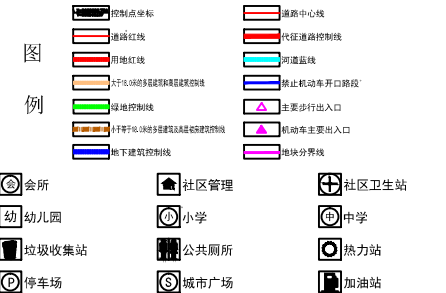 图例
控制点坐标
道路中心线
道路红线
代征道路控制线
用地红线
河道蓝线
大于18.0米的多层建筑和高层建筑控制线
禁止机动车开口路段
绿地控制线
主要步行出入口
小于等于18.0米的多层建筑及高层裙房建筑控制线
机动车主要出入口
地下建筑控制线
地块分界线
会 会所
社区管理
社区卫生站
幼 幼儿园
小 小学
中 中学
垃圾收集站
公共厕所
热力站
P 停车场
S 城市广场
加油站